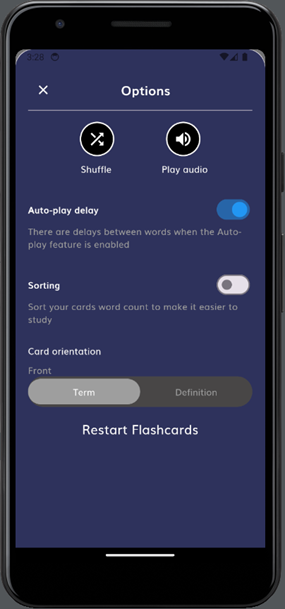 2:28
Options
Shuffle Play audio
Auto-play delay
There are delays between words when the Auto-
play feature is enabled
Sorting
Sort your cards word count to make it easier to
study
Card orientation
Front
Term Definition
Restart Flashcards